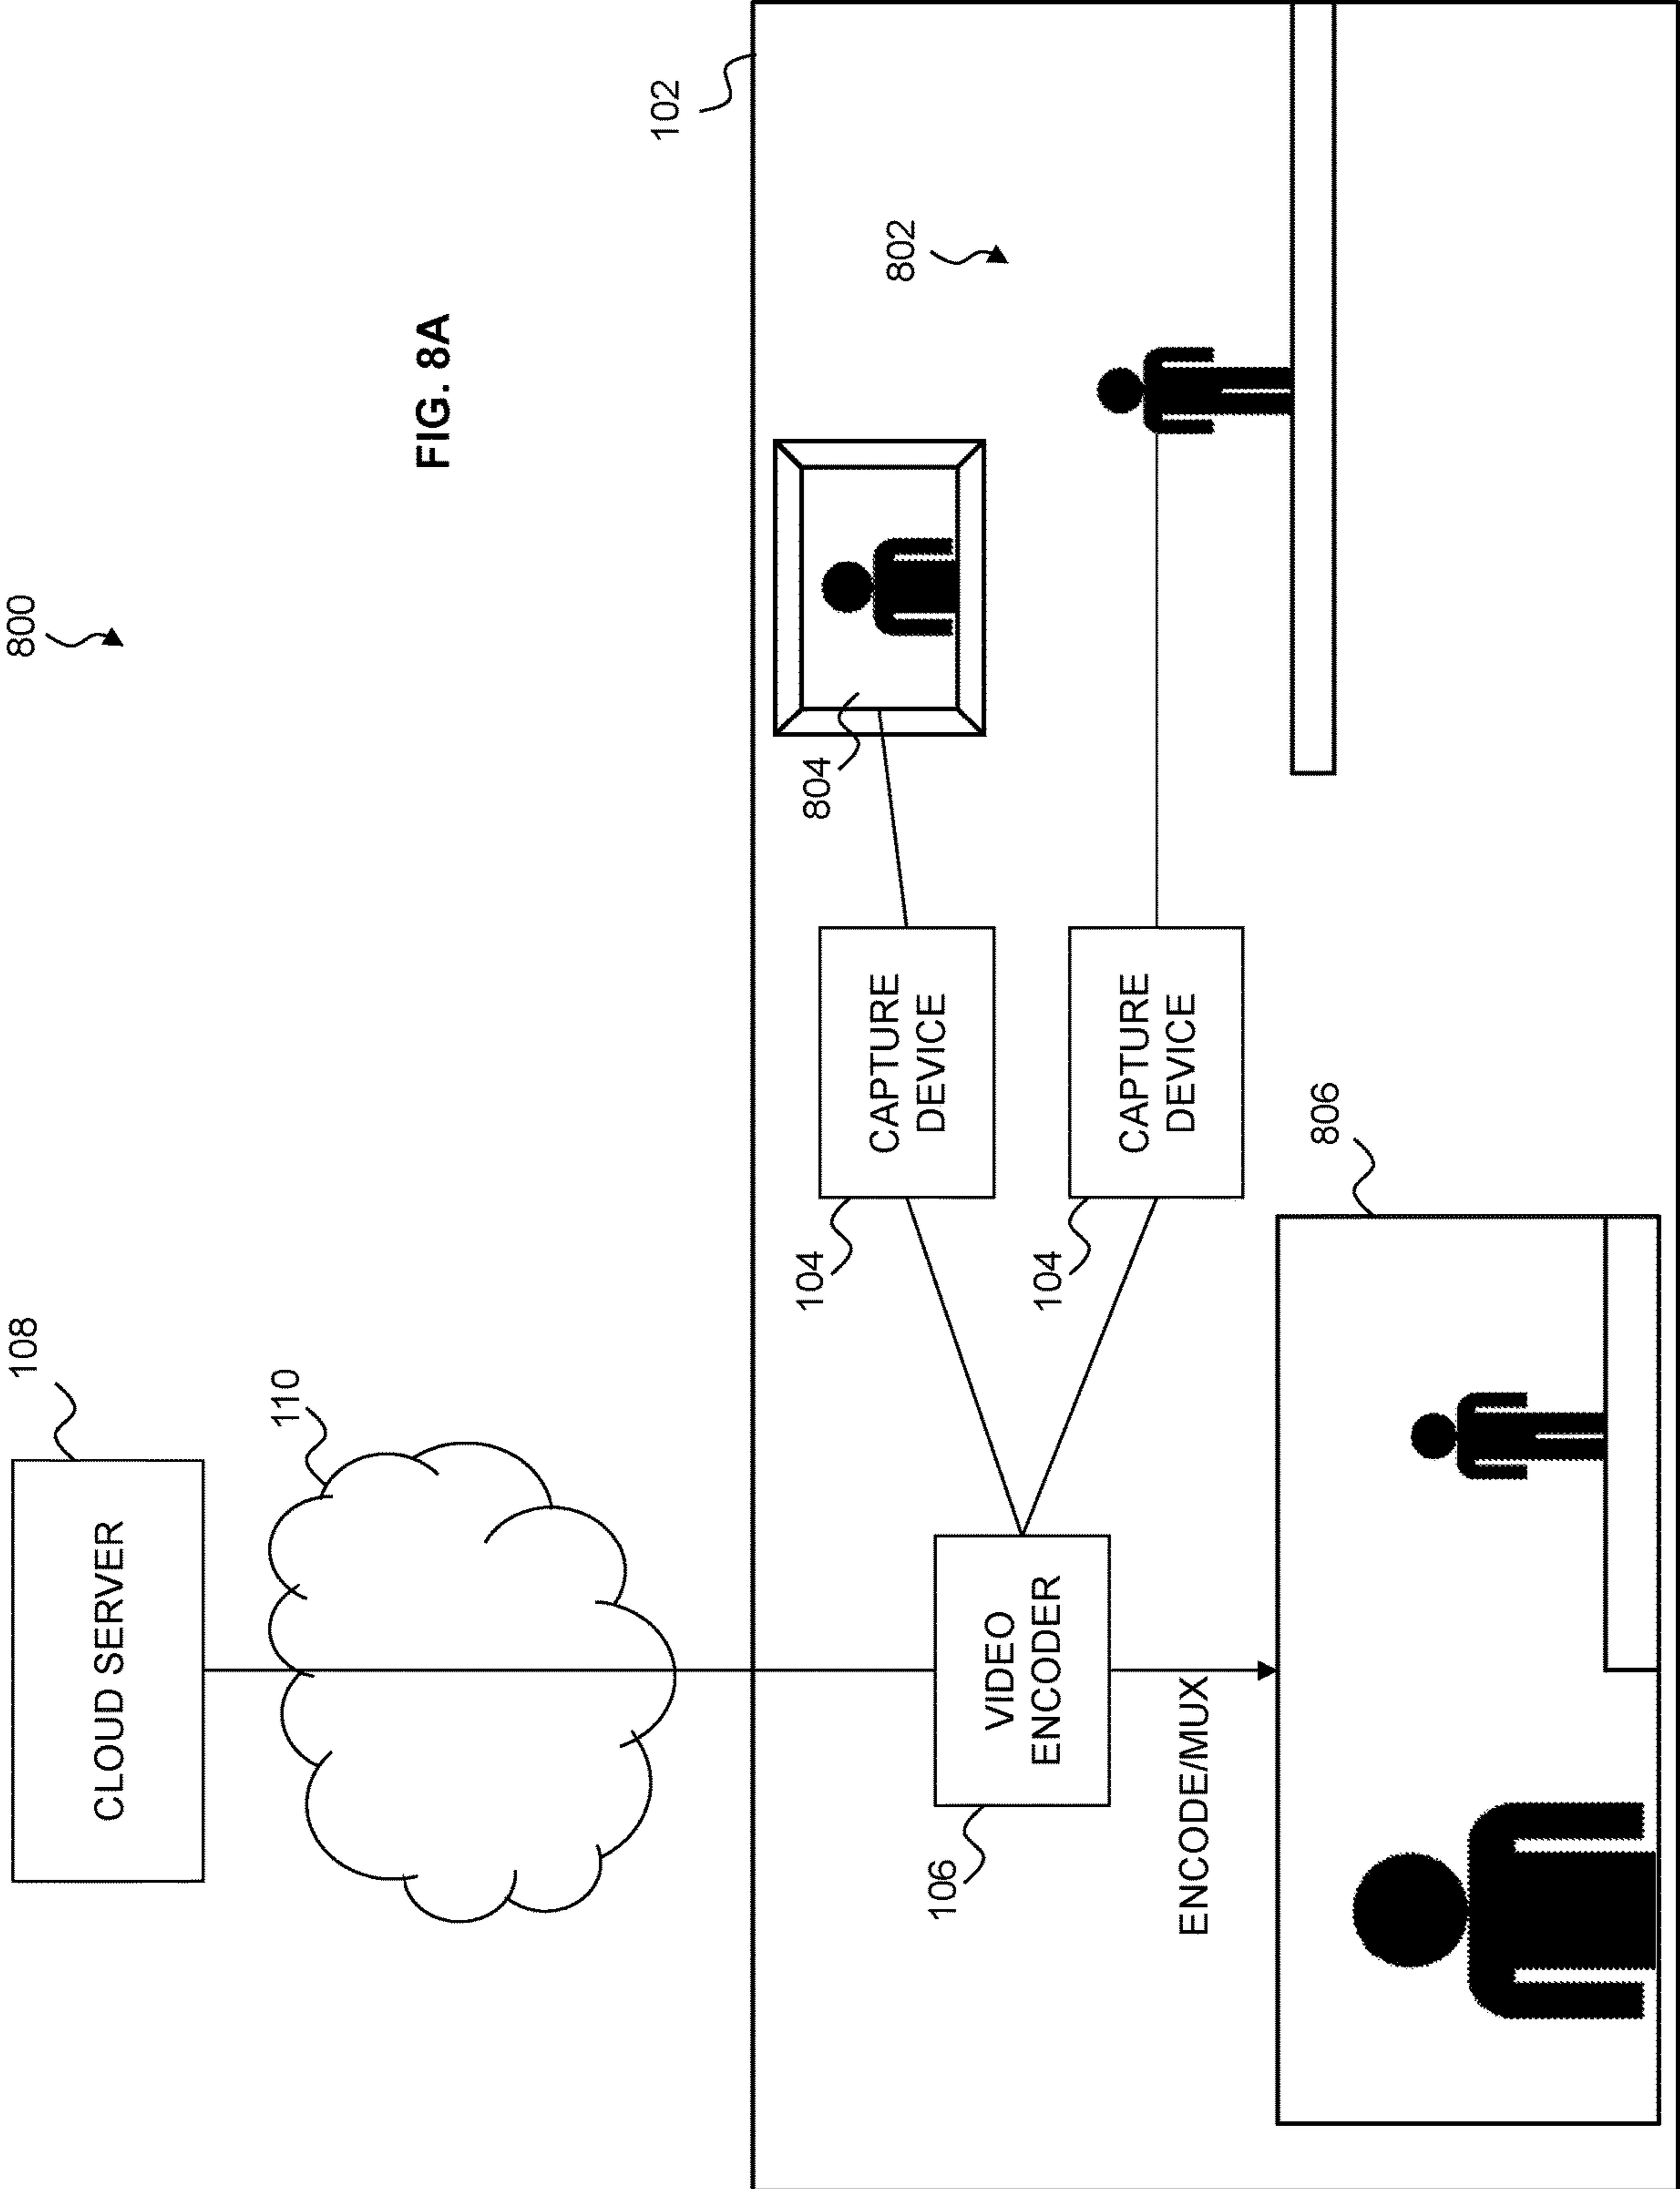 108
800
CLOUD SERVER
110
FIG. 8A
102
104
804
CAPTURE
DEVICE
802
106
VIDEO
ENCODER
104
CAPTURE
DEVICE
ENCODE/MUX
806